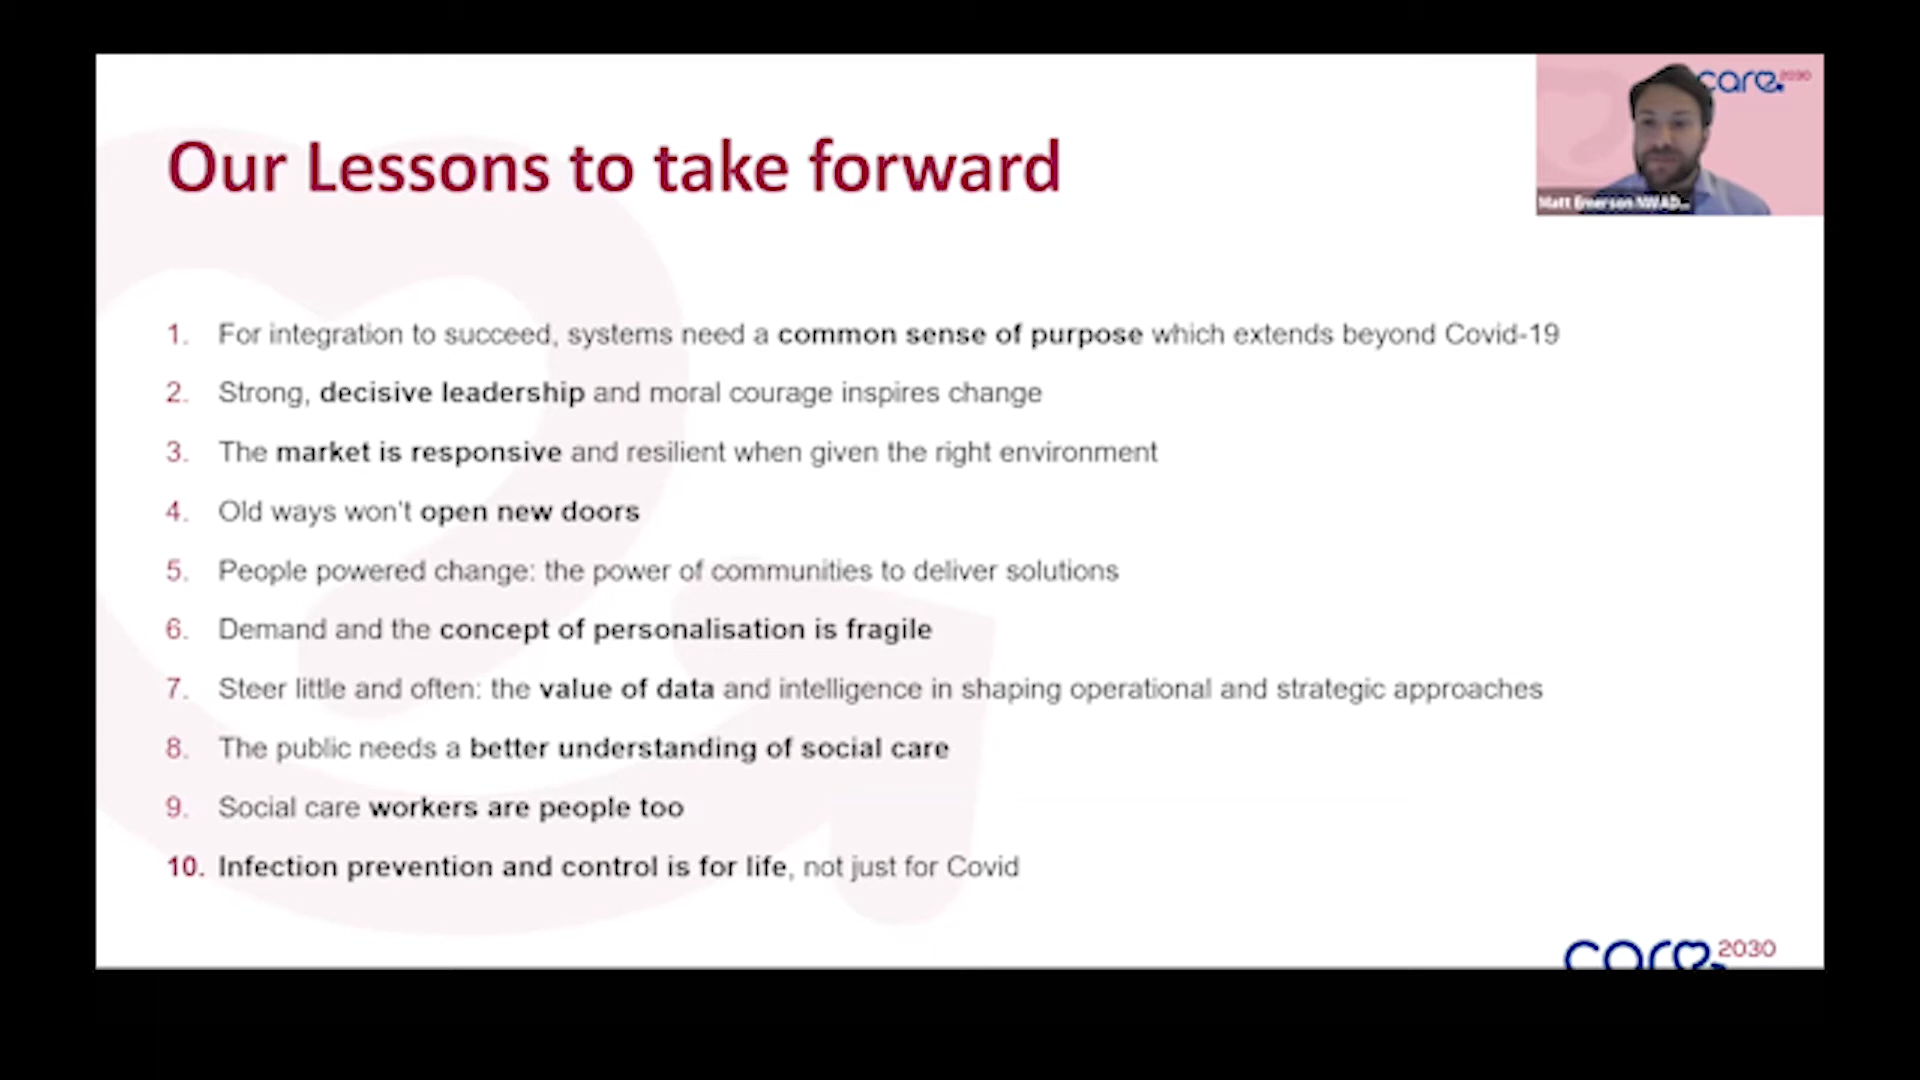 care 2030
Our Lessons to take forward
Matt Emerson NWAD...
1. For integration to succeed, systems need a common sense of purpose which extends beyond Covid-19
2. Strong, decisive leadership and moral courage inspires change
3. The market is responsive and resilient when given the right environment
4. Old ways won't open new doors
5. People powered change: the power of communities to deliver solutions
6. Demand and the concept of personalisation is fragile
7. Steer little and often: the value of data and intelligence in shaping operational and strategic approaches
8. The public needs a better understanding of social care
9. Social care workers are people too
10. Infection prevention and control is for life, not just for Covid
care 2030